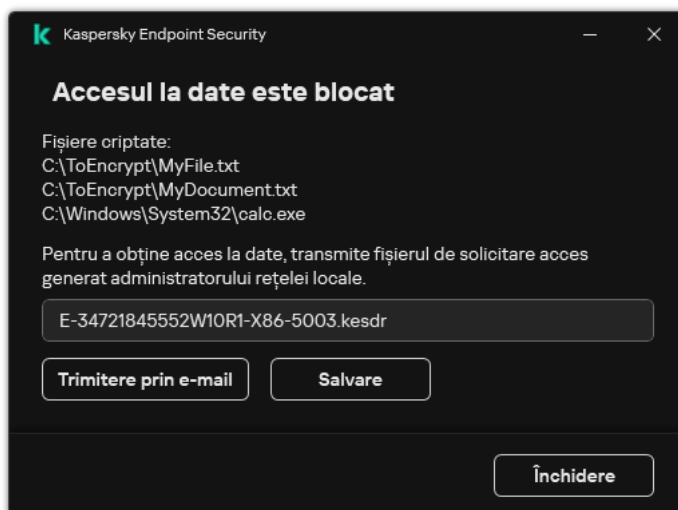 Kaspersky Endpoint Security
Accesul la date este blocat
Fișiere criptate:
C:\ToEncrypt\MyFile.txt
C:\ToEncrypt\MyDocument.txt
C:\Windows\System32\calc.exe
Pentru a obține acces la date, transmite fișierul de solicitare acces
generat administratorului rețelei locale.
E-34721845552W10R1-X86-5003.kesdr
Trimitere prin e-mail
Salvare
Închidere